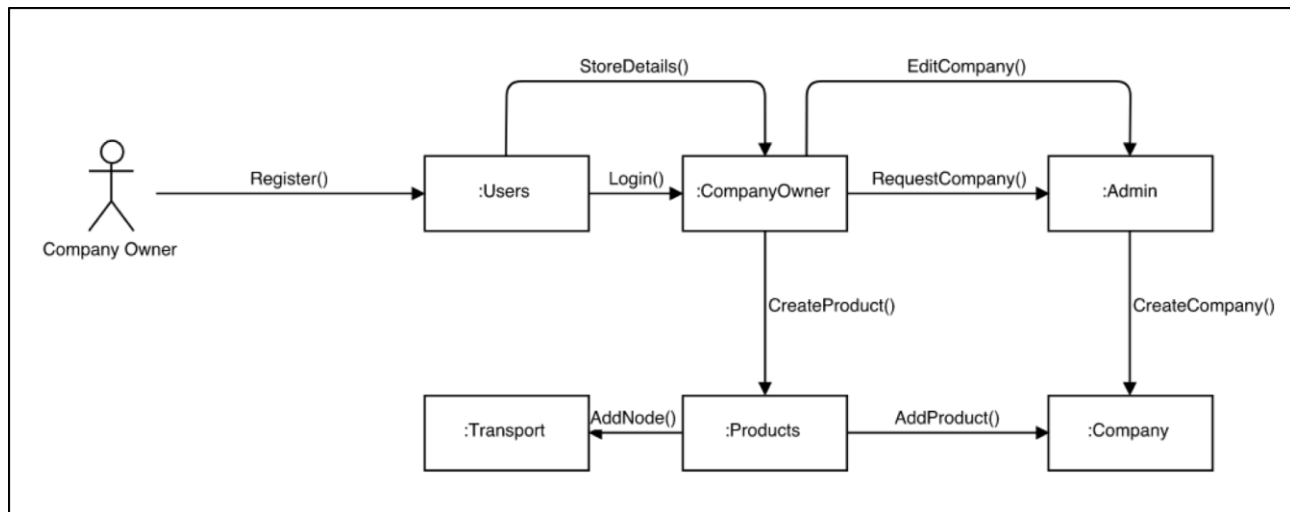 StoreDetails()
EditCompany()
Register()
:Users
Login()
:CompanyOwner
RequestCompany()
:Admin
Company Owner
CreateProduct()
CreateCompany()
:Transport
AddNode()
:Products
AddProduct()
:Company